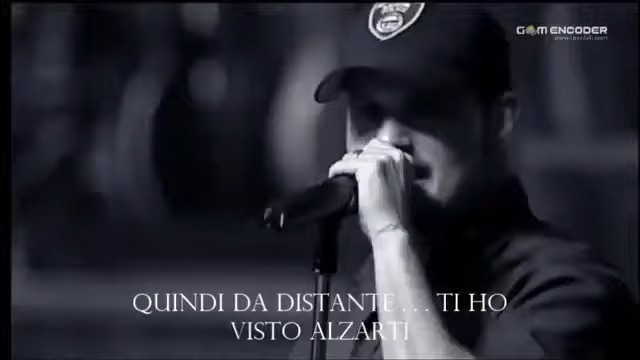 GOM ENCODER
QUINDI DA DISTANTE . . . TI HO
VISTO ALZARTI